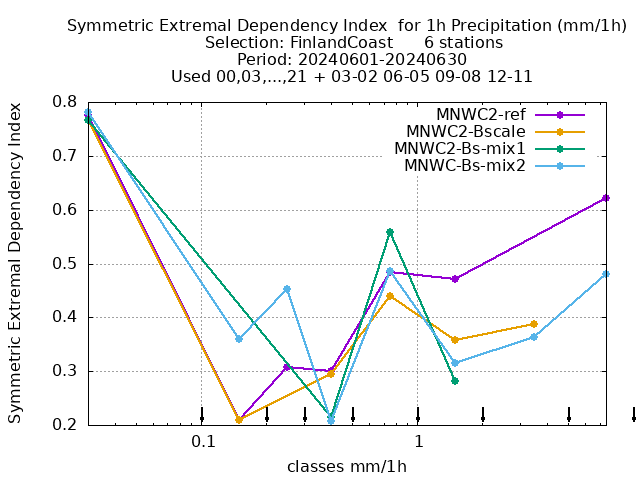 Symmetric Extremal Dependency Index  for 1h Precipitation (mm/1h)
Selection: FinlandCoast      6 stations
Period: 20240601-20240630
Used 00,03,...,21 + 03-02 06-05 09-08 12-11
Symmetric Extremal Dependency Index
0.8
0.7
0.6
0.5
0.4
0.3
0.2
MNWC2-ref
MNWC2-Bscale
MNWC2-Bs-mix1
MNWC-Bs-mix2
0.1
1
classes mm/1h